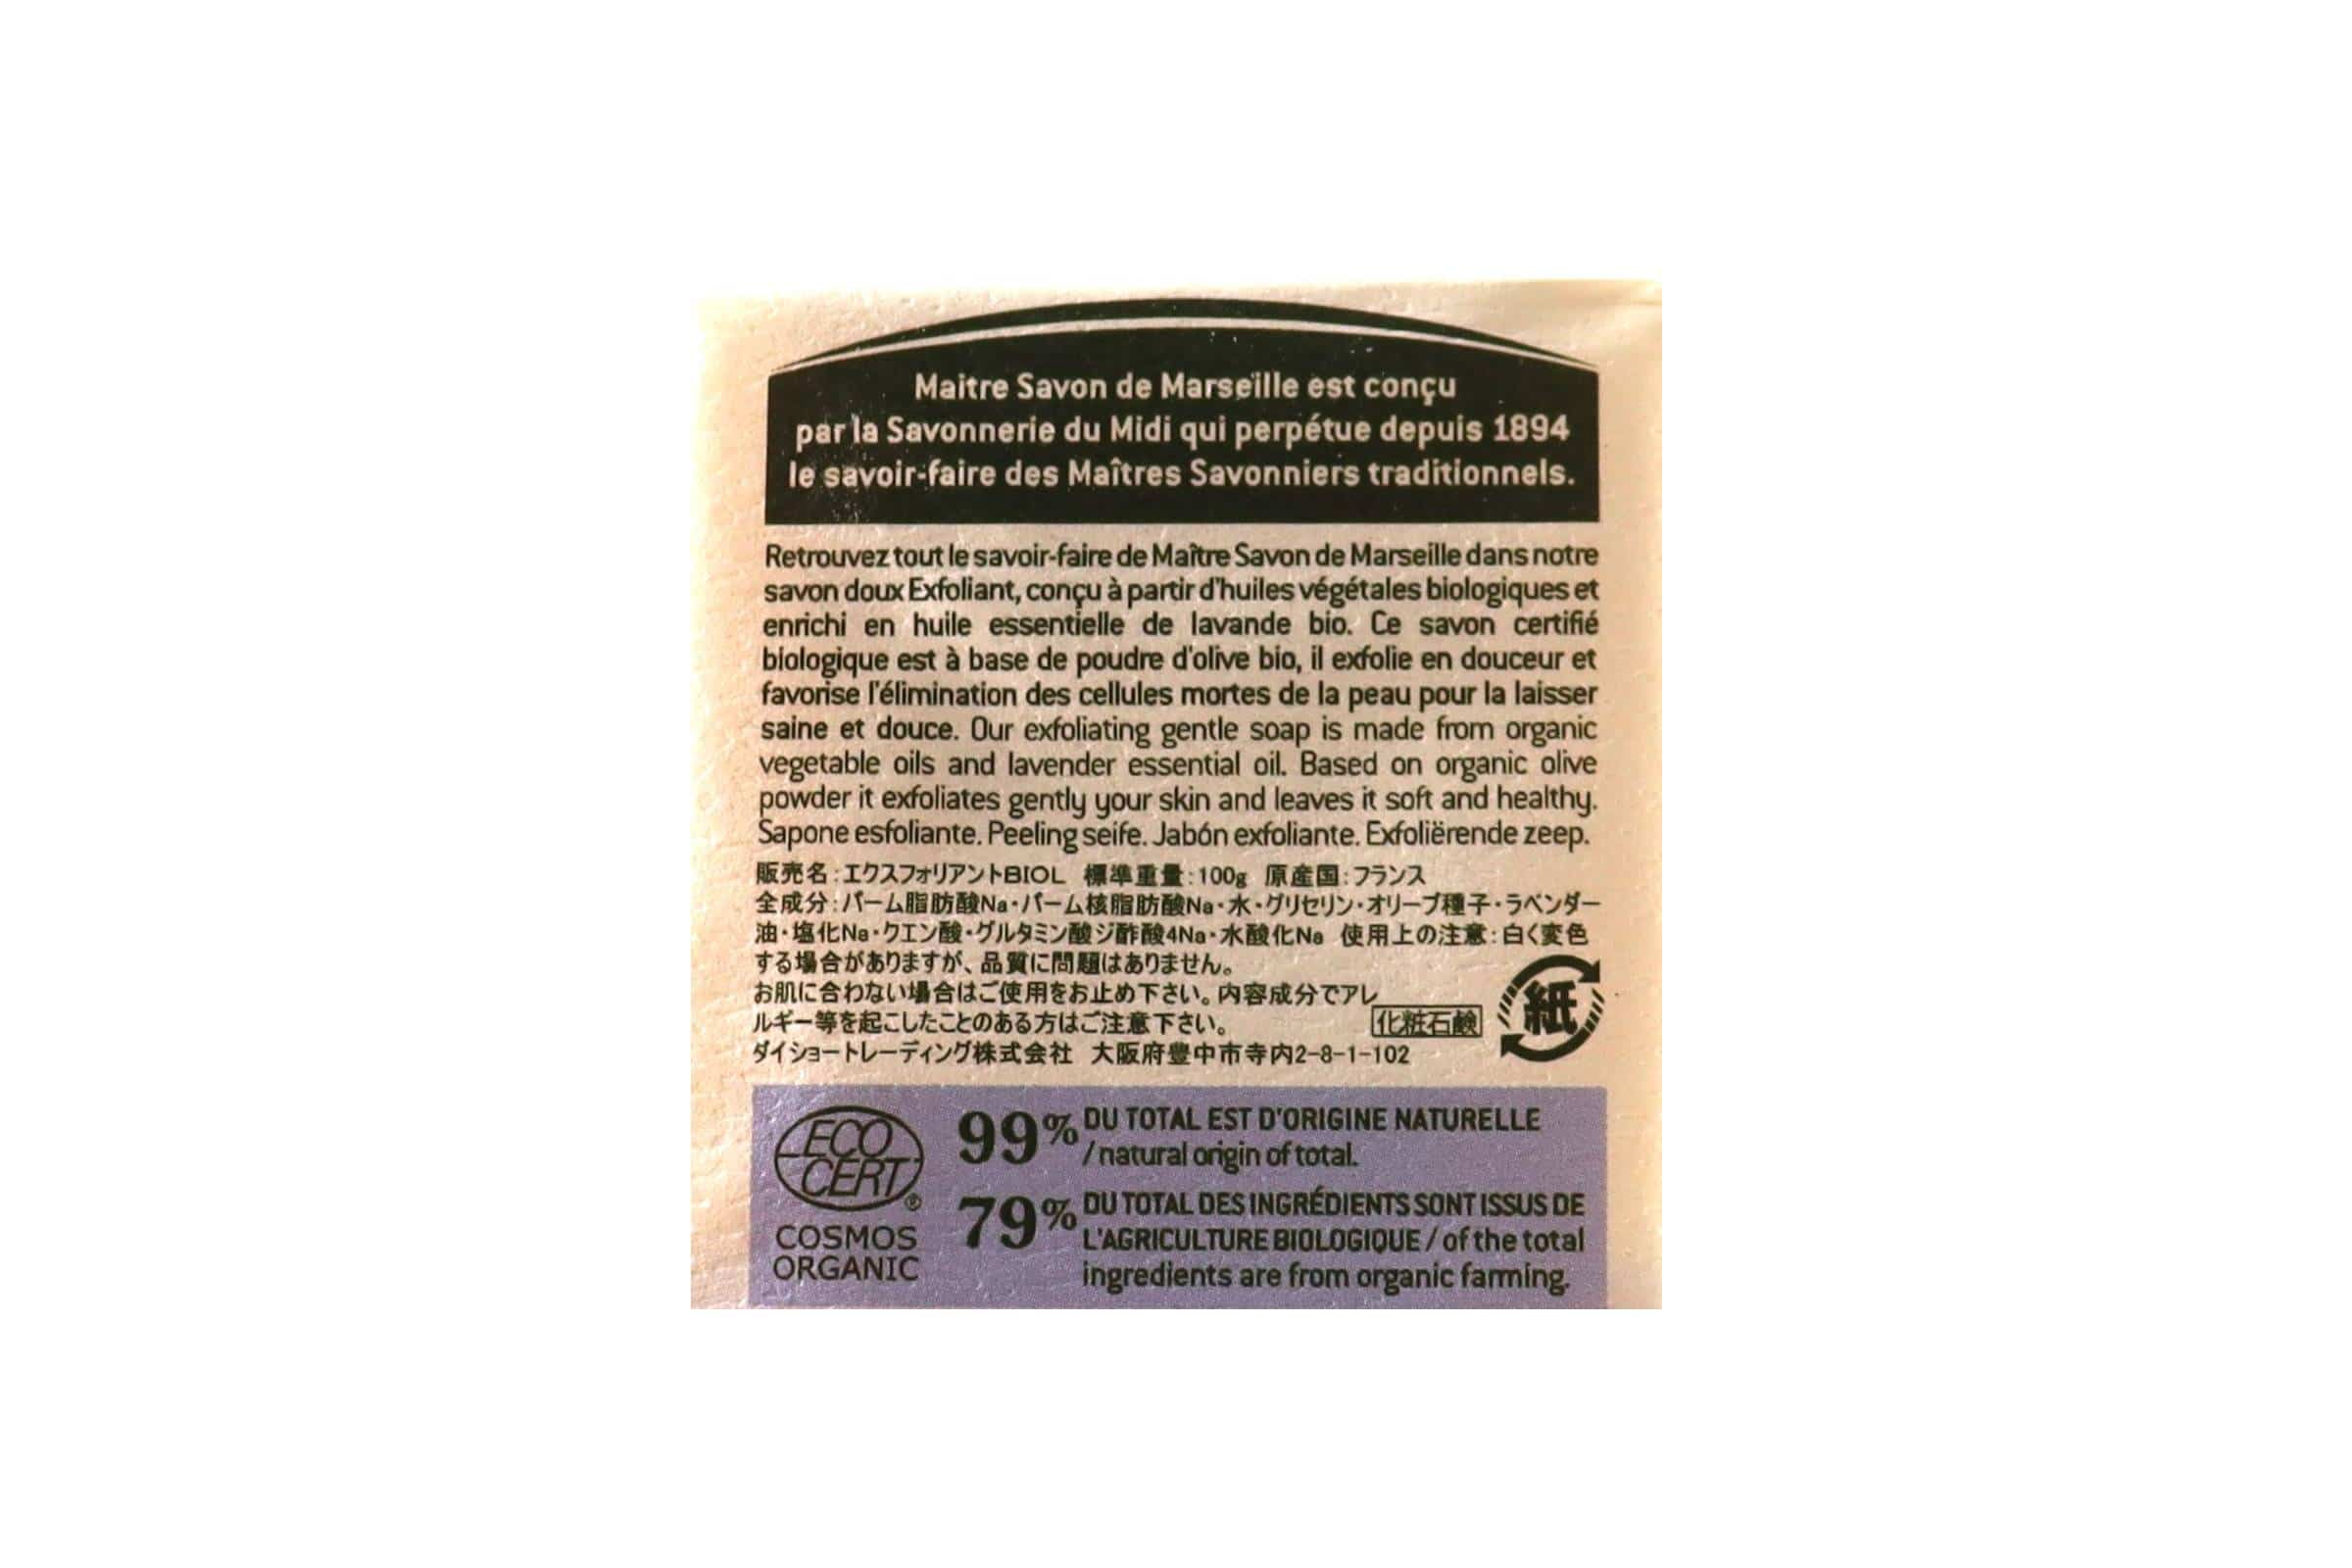 Maitre Savon de Marseille est conçu
par la Savonnerie du Midi qui perpétue depuis 1894
le savoir-faire des Maîtres Savonniers traditionnels.
Retrouvez tout le savoir-faire de Maître Savon de Marseille dans notre
savon doux Exfoliant, conçu à partir d'huiles végétales biologiques et
enrichi en huile essentielle de lavande bio. Ce savon certifié
biologique est à base de poudre d'olive bio, il exfolie en douceur et
favorise l'élimination des cellules mortes de la peau pour la laisser
saine et douce. Our exfoliating gentle soap is made from organic
vegetable oils and lavender essential oil. Based on organic olive
powder it exfoliates gently your skin and leaves it soft and healthy.
Sapone esfoliante. Peeling seife. Jabón exfoliante. Exfoliërende zeep.
販売名:エクスフォリアントBIOL 標準重量:100g 原産国:フランス
全成分:パーム脂肪酸Na・パーム核脂肪酸Na・水・グリセリン・オリーブ種子・ラベンダー
油・塩化Na・クエン酸・グルタミン酸ジ酢酸4Na・水酸化Na 使用上の注意:白く変色
する場合がありますが、品質に問題はありません。
お肌に合わない場合はご使用をお止め下さい。内容成分でアレ
ルギー等を起こしたことのある方はご注意下さい。
化粧石鹸
紙
ダイショートレーディング株式会社 大阪府豊中市寺内2-8-1-102
ECO
CERT®
COSMOS
ORGANIC
99% DU TOTAL EST D'ORIGINE NATURELLE
/ natural origin of total.
79% DU TOTAL DES INGRÉDIENTS SONT ISSUS DE
L'AGRICULTURE BIOLOGIQUE / of the total
ingredients are from organic farming.